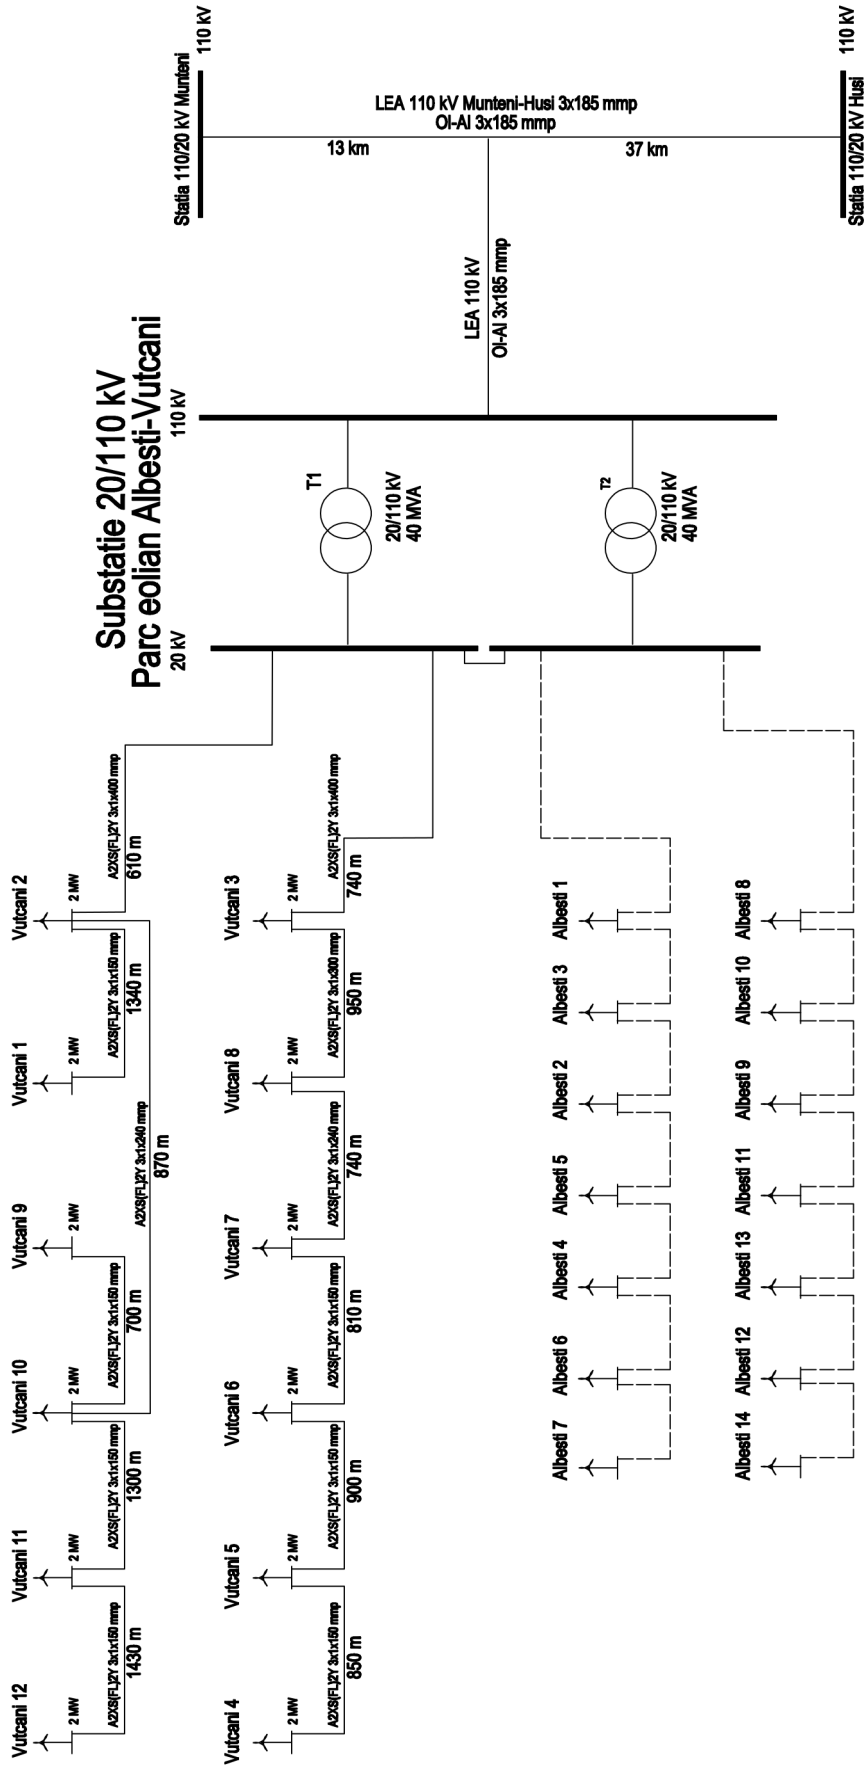 Statia 110/20 kV Munteni
110 kV
LEA 110 kV Munteni-Husi 3x185 mmp
Ol-Al 3x185 mmp
13 km
37 km
Statia 110/20 kV Husi
110 kV
LEA 110 kV
Ol-Al 3x185 mmp
Substatie 20/110 kV
Parc eolian Albesti-Vutcani
20 kV
110 kV
T1
20/110 kV
40 MVA
T2
20/110 kV
40 MVA
Vutcani 12
2 MW
A2XS(FL)2Y 3x1x150 mmp
1430 m
Vutcani 11
2 MW
A2XS(FL)2Y 3x1x150 mmp
1300 m
Vutcani 10
2 MW
A2XS(FL)2Y 3x1x150 mmp
700 m
Vutcani 9
2 MW
A2XS(FL)2Y 3x1x240 mmp
870 m
Vutcani 1
2 MW
A2XS(FL)2Y 3x1x150 mmp
1340 m
Vutcani 2
2 MW
A2XS(FL)2Y 3x1x400 mmp
610 m
Vutcani 4
2 MW
A2XS(FL)2Y 3x1x150 mmp
850 m
Vutcani 5
2 MW
A2XS(FL)2Y 3x1x150 mmp
900 m
Vutcani 6
2 MW
A2XS(FL)2Y 3x1x150 mmp
810 m
Vutcani 7
2 MW
A2XS(FL)2Y 3x1x240 mmp
740 m
Vutcani 8
2 MW
A2XS(FL)2Y 3x1x300 mmp
950 m
Vutcani 3
2 MW
A2XS(FL)2Y 3x1x400 mmp
740 m
Albesti 7
Albesti 6
Albesti 4
Albesti 5
Albesti 2
Albesti 3
Albesti 1
Albesti 14
Albesti 12
Albesti 13
Albesti 11
Albesti 9
Albesti 10
Albesti 8